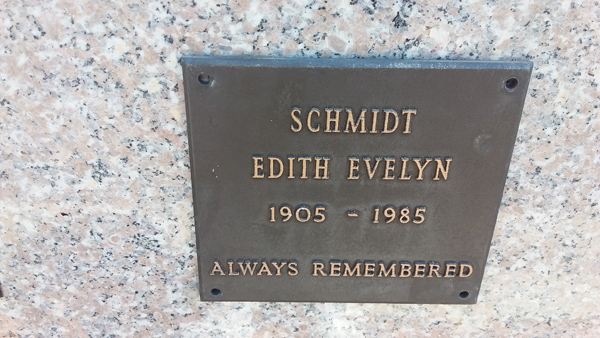 SCHMIDT
EDITH EVELYN
1905 - 1985
ALWAYS REMEMBERED